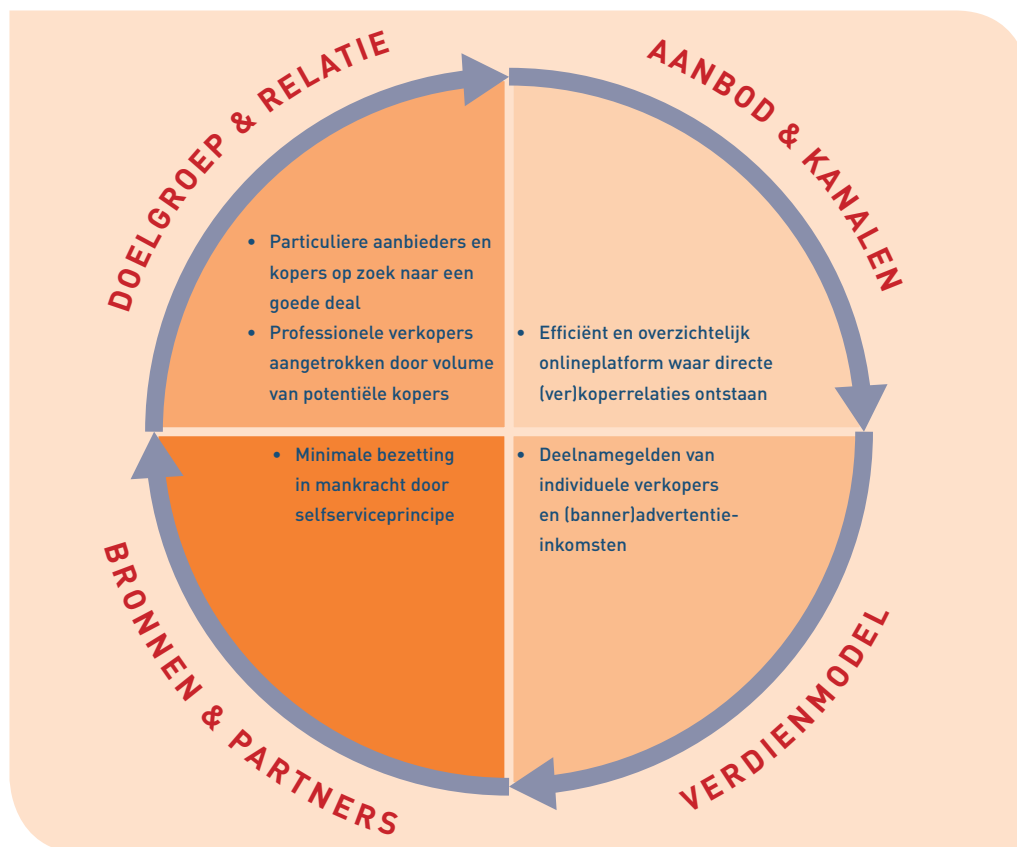 DOELGROEP & RELATIE
• Particuliere aanbieders en
kopers op zoek naar een
goede deal
• Professionele verkopers
aangetrokken door volume
van potentiële kopers
AANBOD & KANALEN
• Efficiënt en overzichtelijk
onlineplatform waar directe
(ver)koperrelaties ontstaan
VERDIENMODEL
• Deelnamegelden van
individuele verkopers
en (banner)advertentie-
inkomsten
BRONNEN & PARTNERS
• Minimale bezetting
in mankracht door
selfserviceprincipe